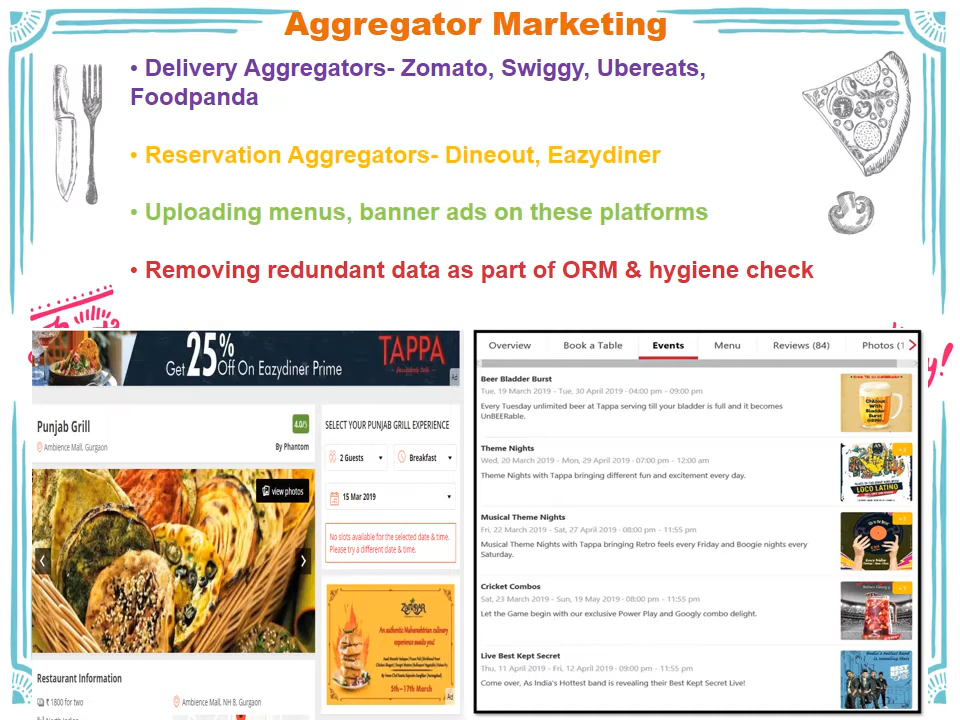 Aggregator Marketing
• Delivery Aggregators- Zomato, Swiggy, Ubereats,
Foodpanda
• Reservation Aggregators- Dineout, Eazydiner
• Uploading menus, banner ads on these platforms
• Removing redundant data as part of ORM & hygiene check
Get 25% Off On Eazydiner Prime
TAPPA
Ad
Punjab Grill
4.0/5
Ambience Mall, Gurgaon
By Phantom
view photos
SELECT YOUR PUNJAB GRILL EXPERIENCE
2 Guests
Breakfast
15 Mar 2019
No slots available for the selected date & time.
Please try a different date & time.
An authentic Maharashtrian culinary
experience awaits you!
5th-17th March
Ad
Restaurant Information
₹ 1800 for two
Ambience Mall, NH 8, Gurgaon
North Indian
Overview
Book a Table
Events
Menu
Reviews (84)
Photos (1
Beer Bladder Burst
Tue, 19 March 2019 - Tue, 30 April 2019 - 04:00 pm - 09:00 pm
Every Tuesday unlimited beer at Tappa serving till your bladder is full and it becomes
UnBEERable.
Theme Nights
Wed, 20 March 2019 - Mon, 29 April 2019 - 07:00 pm - 12:00 am
Theme Nights with Tappa bringing different fun and excitement every day.
LOCO LATINO
Musical Theme Nights
Fri, 22 March 2019 - Sat, 27 April 2019 - 08:00 pm - 11:55 pm
Musical Theme Nights with Tappa bringing Retro feels every Friday and Boogie nights every
Saturday.
Cricket Combos
Sat, 23 March 2019 - Sun, 19 May 2019 - 08:00 pm - 11:55 pm
Let the Game begin with our exclusive Power Play and Googly combo delight.
Live Best Kept Secret
Thu, 11 April 2019 - Fri, 12 April 2019 - 09:00 pm - 11:55 pm
Come over, As India's Hottest band is revealing their Best Kept Secret Live!